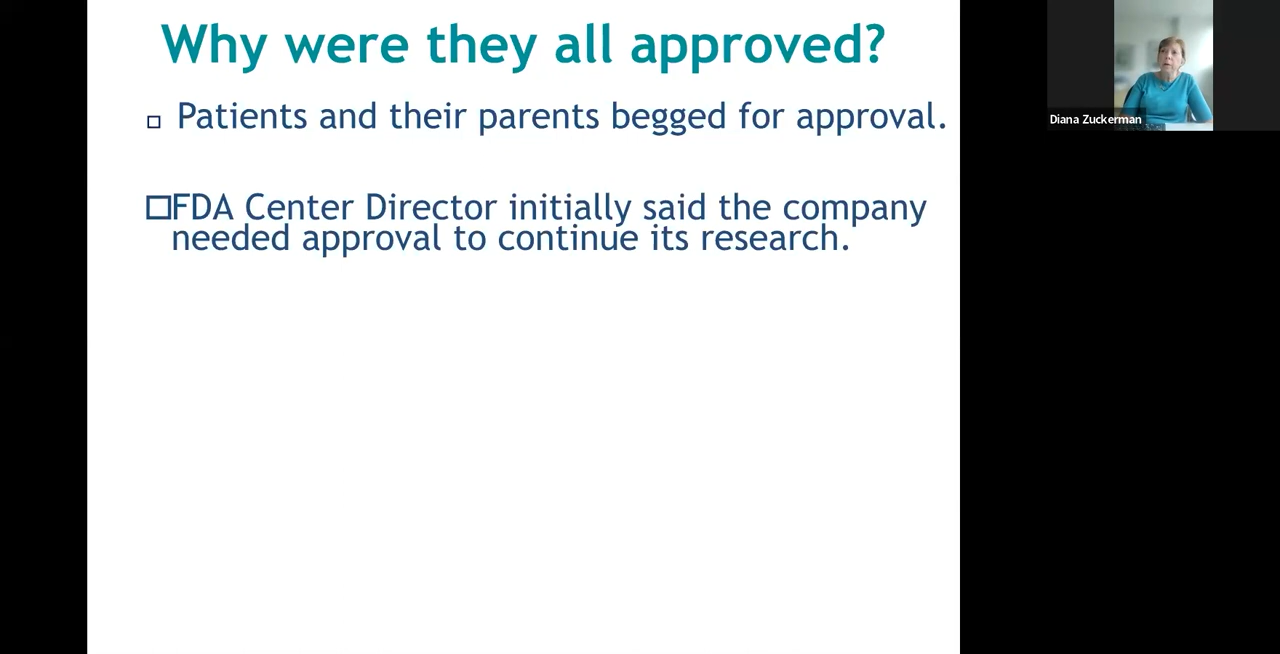 Why were they all approved?
Patients and their parents begged for approval.
FDA Center Director initially said the company
needed approval to continue its research.
Diana Zuckerman